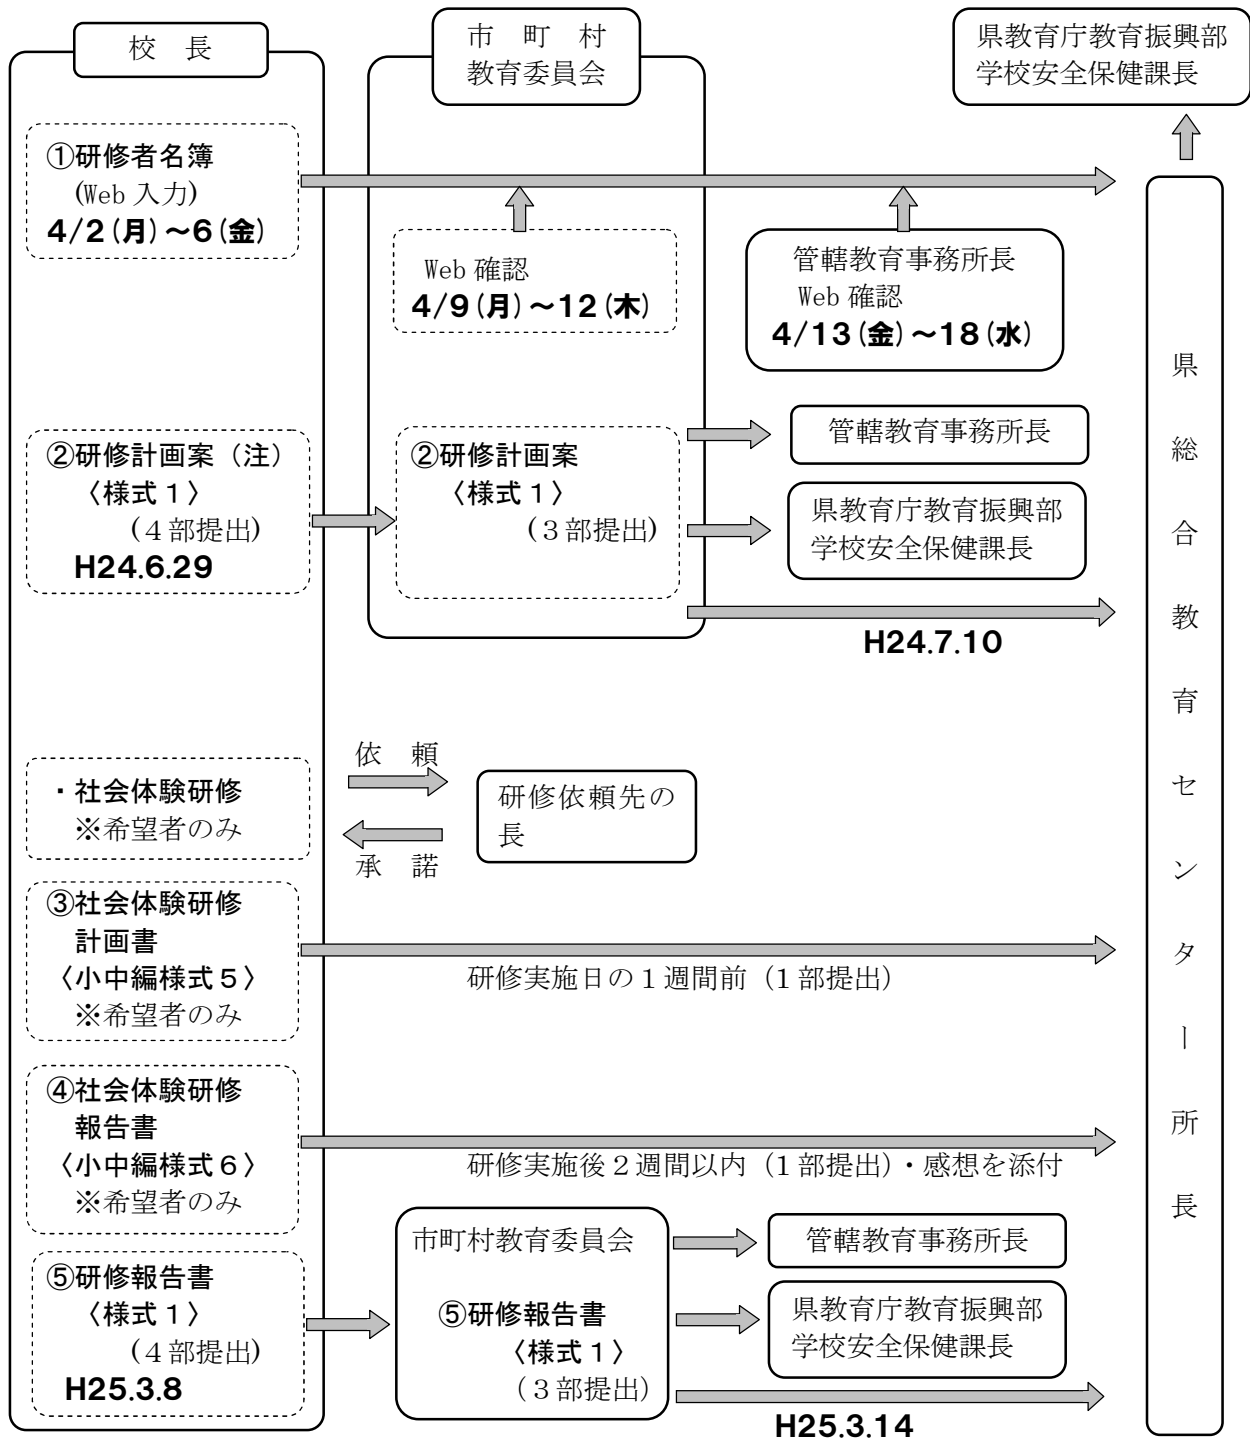 校　長
市　町　村
教育委員会
県教育庁教育振興部
学校安全保健課長
①研修者名簿
(Web 入力)
4/2(月)～6(金)
Web 確認
4/9(月)～12(木)
管轄教育事務所長
Web 確認
4/13(金)～18(水)
②研修計画案（注）
〈様式１〉
(４部提出)
H24.6.29
②研修計画案
〈様式１〉
(３部提出)
管轄教育事務所長
県教育庁教育振興部
学校安全保健課長
H24.7.10
・社会体験研修
※希望者のみ
依　頼
承　諾
研修依頼先の
長
③社会体験研修
計画書
〈小中編様式５〉
※希望者のみ
研修実施日の１週間前（１部提出）
④社会体験研修
報告書
〈小中編様式６〉
※希望者のみ
研修実施後２週間以内（１部提出）・感想を添付
⑤研修報告書
〈様式１〉
(４部提出)
H25.3.8
市町村教育委員会
⑤研修報告書
〈様式１〉
(３部提出)
管轄教育事務所長
県教育庁教育振興部
学校安全保健課長
H25.3.14
県総合教育センター所長